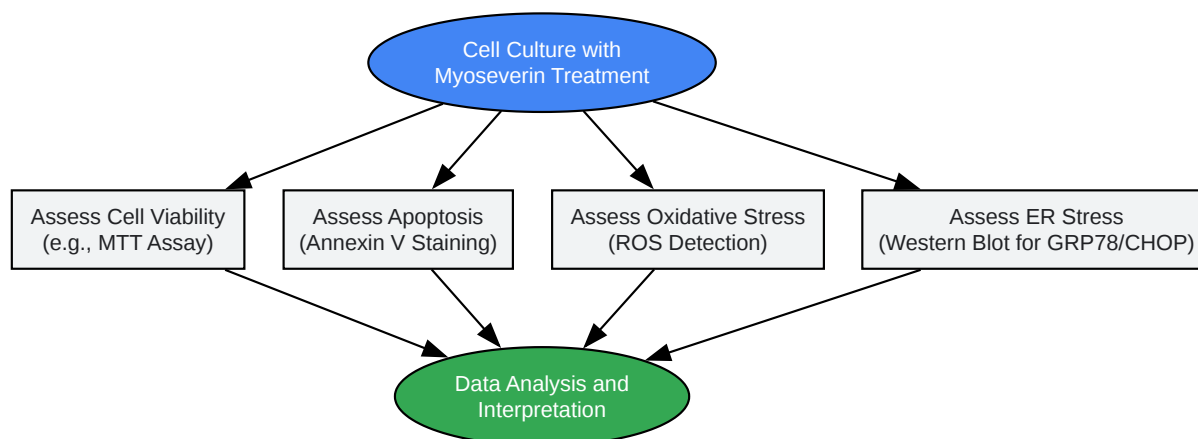 Cell Culture with
Myoseverin Treatment
Assess Cell Viability
(e.g., MTT Assay)
Assess Apoptosis
(Annexin V Staining)
Assess Oxidative Stress
(ROS Detection)
Assess ER Stress
(Western Blot for GRP78/CHOP)
Data Analysis and
Interpretation